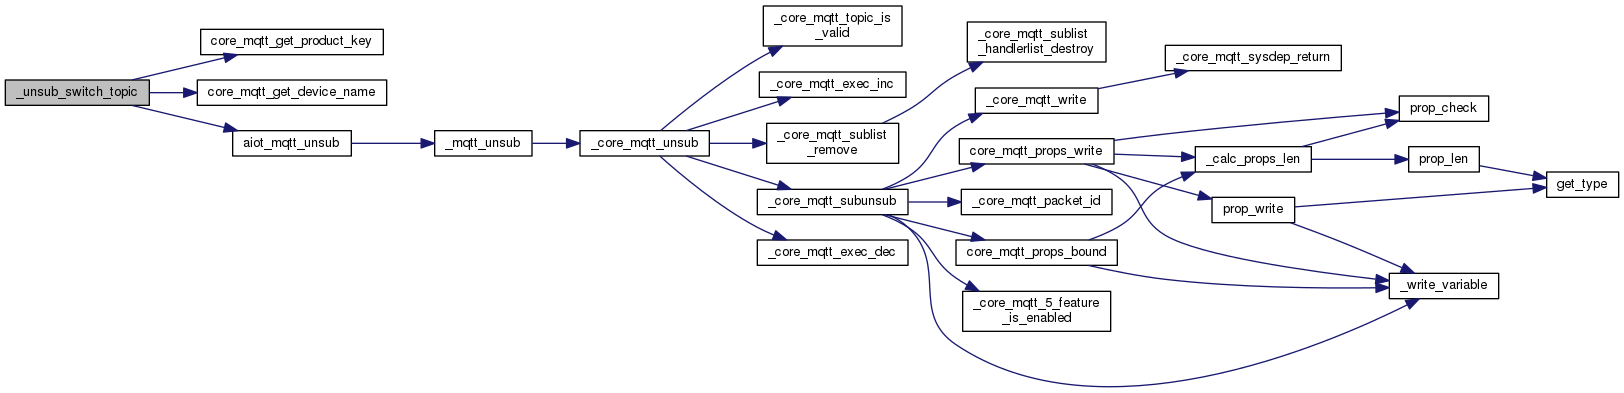 _unsub_switch_topic
core_mqtt_get_product_key
core_mqtt_get_device_name
aiot_mqtt_unsub
_mqtt_unsub
_core_mqtt_unsub
_core_mqtt_topic_is
_valid
_core_mqtt_exec_inc
_core_mqtt_sublist
_remove
_core_mqtt_subunsub
_core_mqtt_exec_dec
_core_mqtt_sublist
_handlerlist_destroy
_core_mqtt_write
core_mqtt_props_write
_core_mqtt_packet_id
core_mqtt_props_bound
_core_mqtt_5_feature
_is_enabled
_core_mqtt_sysdep_return
_calc_props_len
prop_write
prop_check
prop_len
_write_variable
get_type